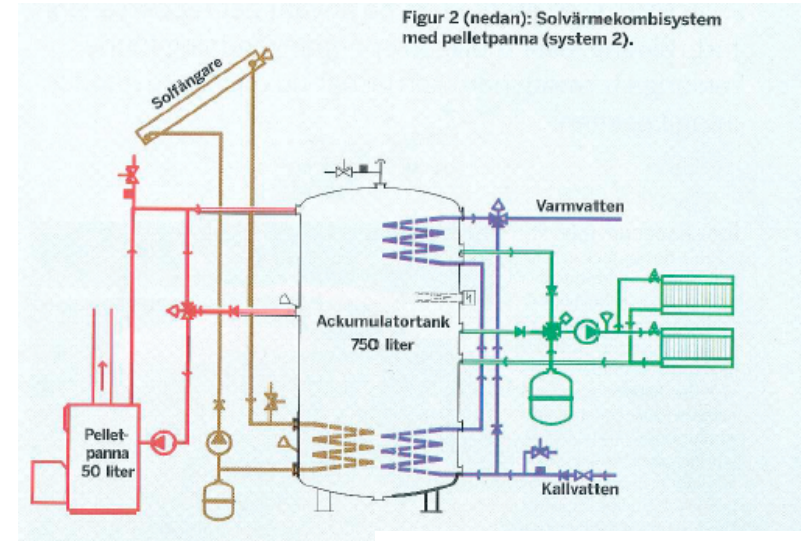 Figur 2 (nedan): Solvärmekombisystem
med pelletpanna (system 2).
Solfångare
Varmvatten
Ackumulatortank
750 liter
Pellet-
panna
50 liter
Kallvatten